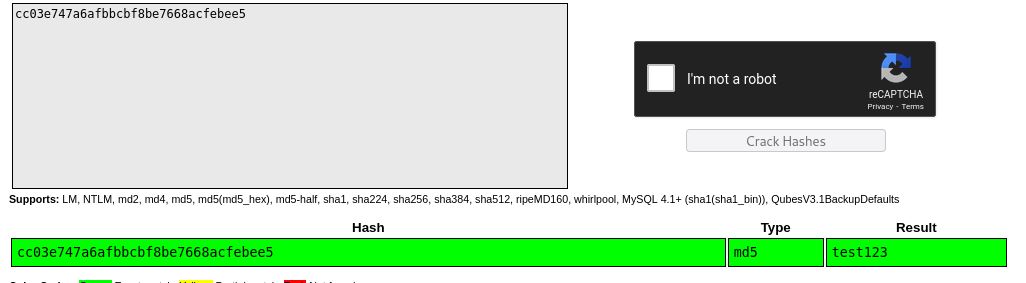 cc03e747a6afbbcbf8be7668acfebee5
I'm not a robot
reCAPTCHA
Privacy - Terms
Crack Hashes
Supports: LM, NTLM, md2, md4, md5, md5(md5_hex), md5-half, sha1, sha224, sha256, sha384, sha512, ripeMD160, whirlpool, MySQL 4.1+ (sha1(sha1_bin)), QubesV3.1BackupDefaults
Hash Type Result
cc03e747a6afbbcbf8be7668acfebee5 md5 test123